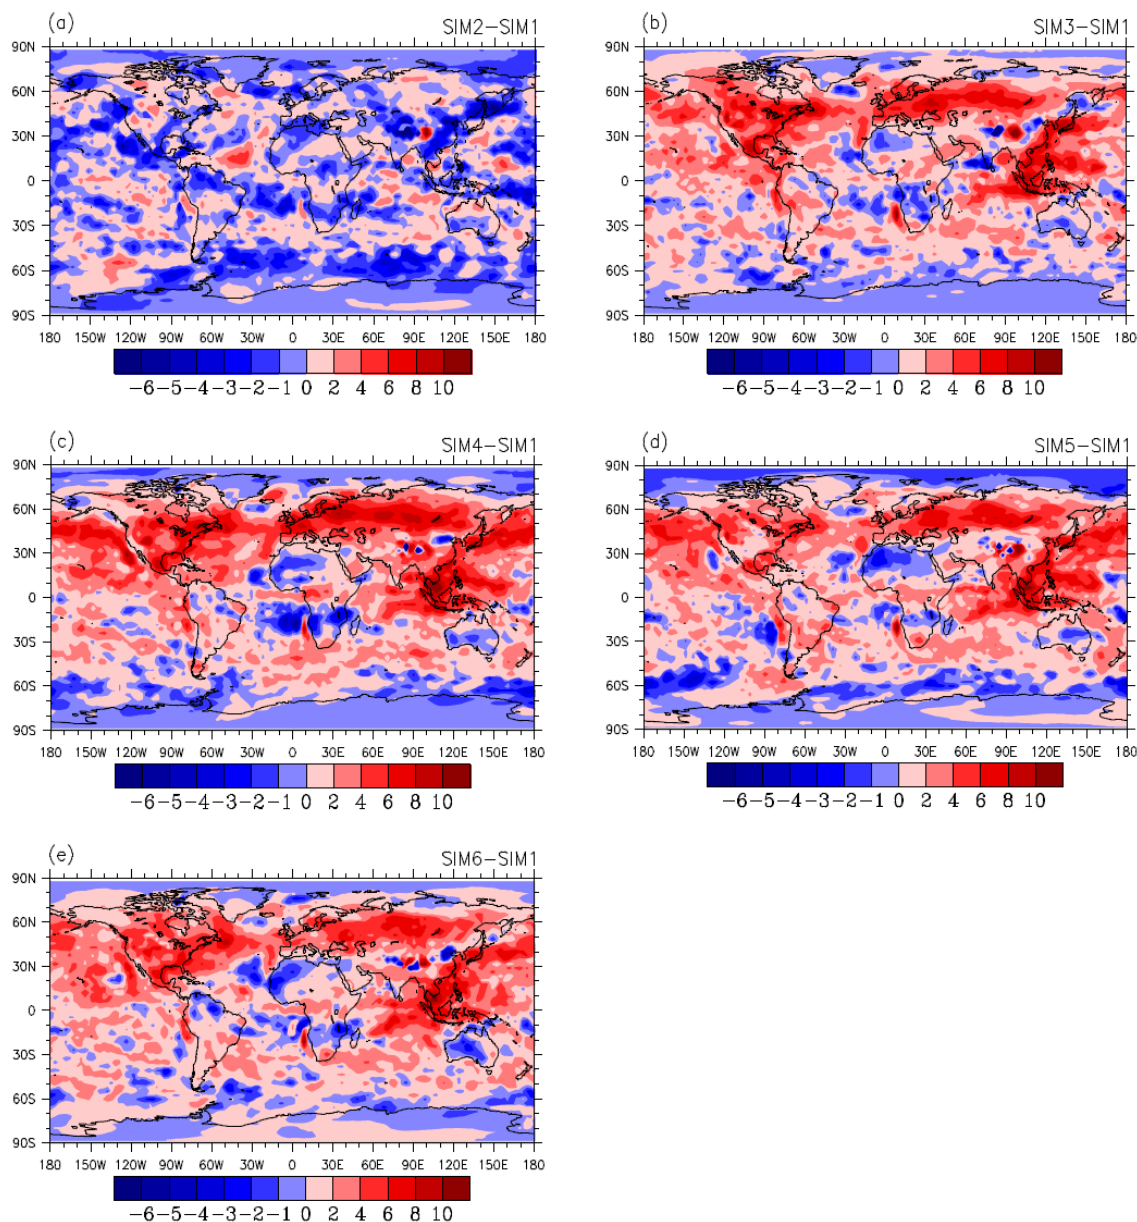 (a) SIM2−SIM1
90N
60N
30N
0
30S
60S
90S
180 150W 120W 90W 60W 30W 0 30E 60E 90E 120E 150E 180
−6−5−4−3−2−1 0 2 4 6 8 10
(b) SIM3−SIM1
90N
60N
30N
0
30S
60S
90S
180 150W 120W 90W 60W 30W 0 30E 60E 90E 120E 150E 180
−6−5−4−3−2−1 0 2 4 6 8 10
(c) SIM4−SIM1
90N
60N
30N
0
30S
60S
90S
180 150W 120W 90W 60W 30W 0 30E 60E 90E 120E 150E 180
−6−5−4−3−2−1 0 2 4 6 8 10
(d) SIM5−SIM1
90N
60N
30N
0
30S
60S
90S
180 150W 120W 90W 60W 30W 0 30E 60E 90E 120E 150E 180
−6−5−4−3−2−1 0 2 4 6 8 10
(e) SIM6−SIM1
90N
60N
30N
0
30S
60S
90S
180 150W 120W 90W 60W 30W 0 30E 60E 90E 120E 150E 180
−6−5−4−3−2−1 0 2 4 6 8 10